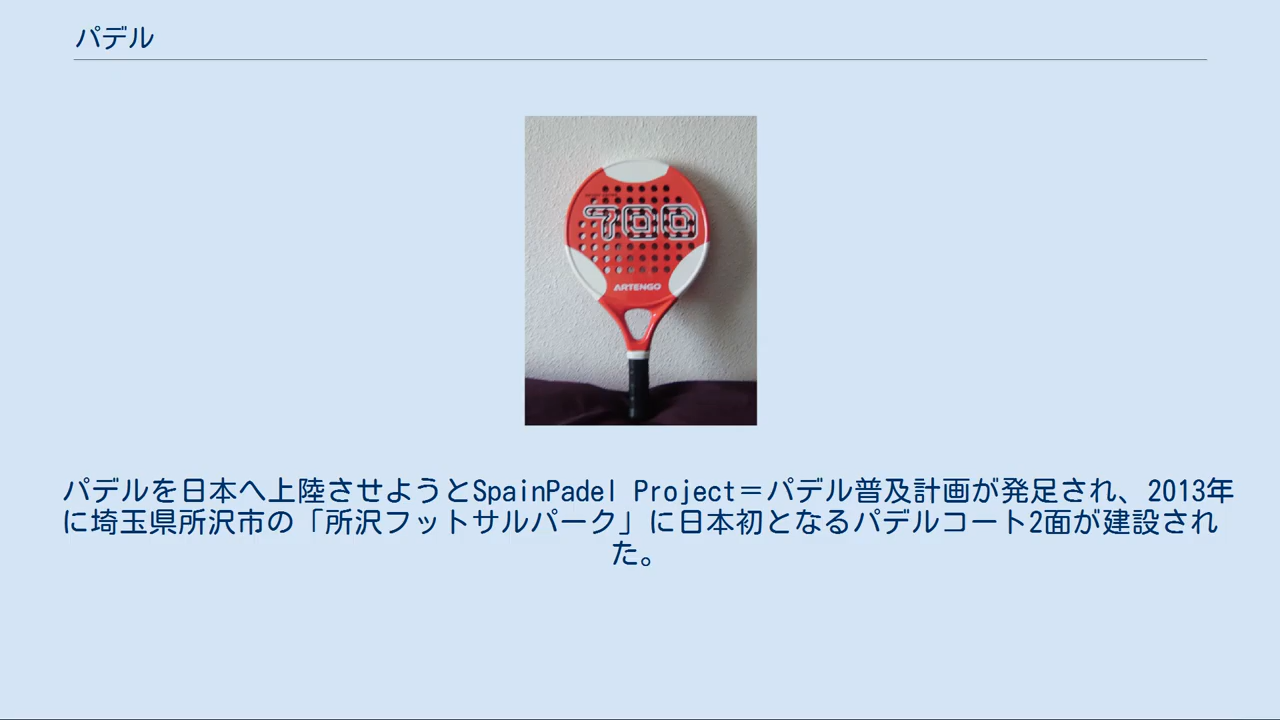 パデル
700
ARTENGO
パデルを日本へ上陸させようとSpainPadel Project＝パデル普及計画が発足され、2013年
に埼玉県所沢市の「所沢フットサルパーク」に日本初となるパデルコート2面が建設され
た。